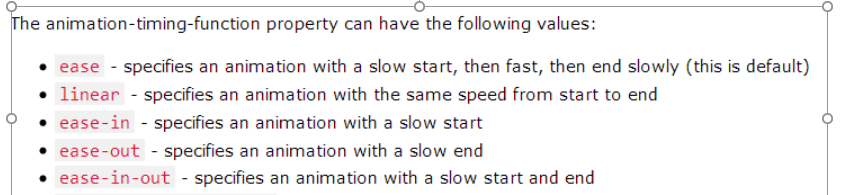 The animation-timing-function property can have the following values:
• ease - specifies an animation with a slow start, then fast, then end slowly (this is default)
• linear - specifies an animation with the same speed from start to end
• ease-in - specifies an animation with a slow start
• ease-out - specifies an animation with a slow end
• ease-in-out - specifies an animation with a slow start and end